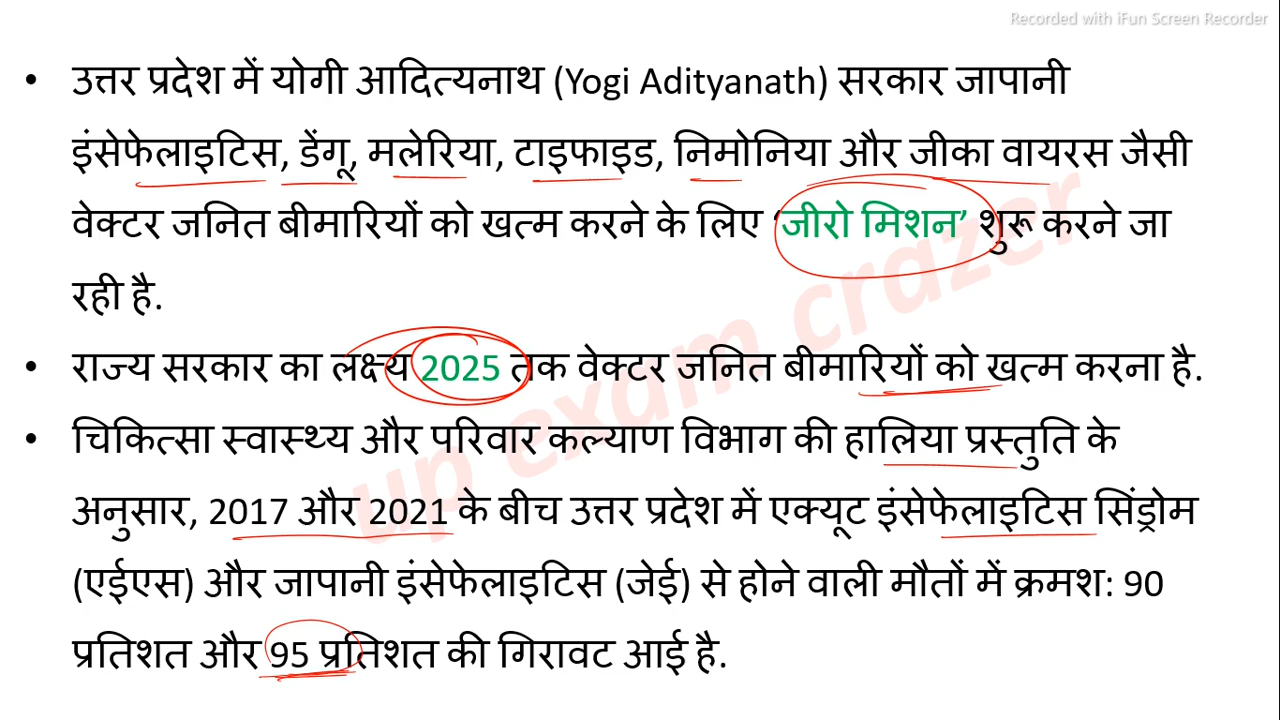 Recorded with iFun Screen Recorder
• उत्तर प्रदेश में योगी आदित्यनाथ (Yogi Adityanath) सरकार जापानी
इंसेफेलाइटिस, डेंगू, मलेरिया, टाइफाइड, निमोनिया और जीका वायरस जैसी
वेक्टर जनित बीमारियों को खत्म करने के लिए ‘जीरो मिशन’ शुरू करने जा
रही है.
• राज्य सरकार का लक्ष्य 2025 तक वेक्टर जनित बीमारियों को खत्म करना है.
• चिकित्सा स्वास्थ्य और परिवार कल्याण विभाग की हालिया प्रस्तुति के
अनुसार, 2017 और 2021 के बीच उत्तर प्रदेश में एक्यूट इंसेफेलाइटिस सिंड्रोम
(एईएस) और जापानी इंसेफेलाइटिस (जेई) से होने वाली मौतों में क्रमश: 90
प्रतिशत और 95 प्रतिशत की गिरावट आई है.
up exam crazer